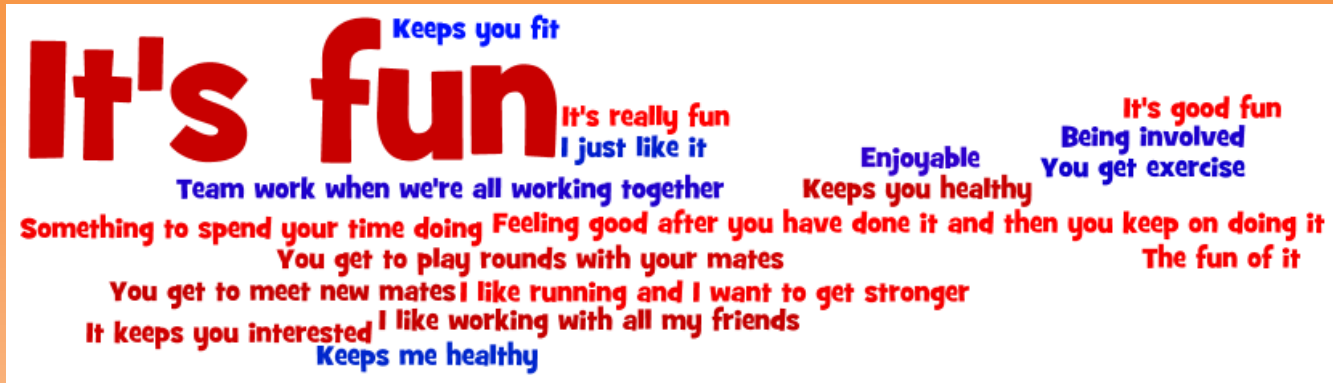 It's fun
Keeps you fit
It's really fun
It's good fun
I just like it
Being involved
Enjoyable
You get exercise
Team work when we're all working together
Keeps you healthy
Something to spend your time doing
Feeling good after you have done it and then you keep on doing it
You get to play rounds with your mates
The fun of it
You get to meet new mates
I like running and I want to get stronger
It keeps you interested
I like working with all my friends
Keeps me healthy